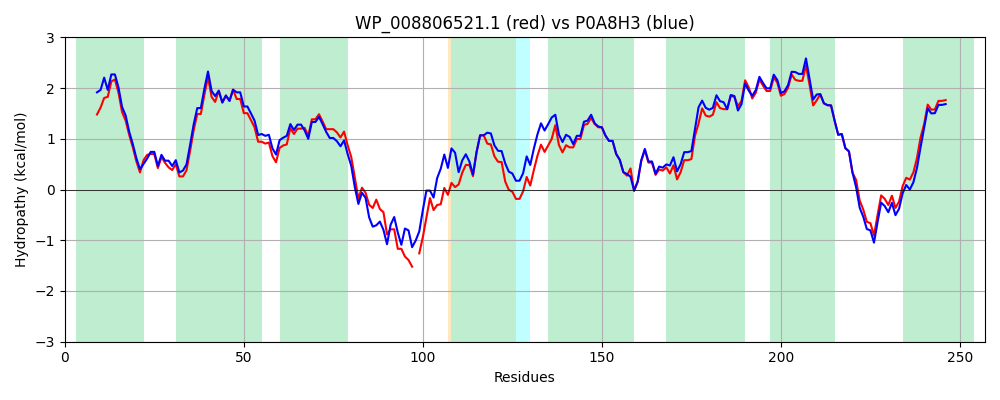 WP_008806521.1 (red) vs P0A8H3 (blue)
Hydropathy (kcal/mol)
3
2
1
0
−1
−2
−3
0 50 100 150 200 250
Residues